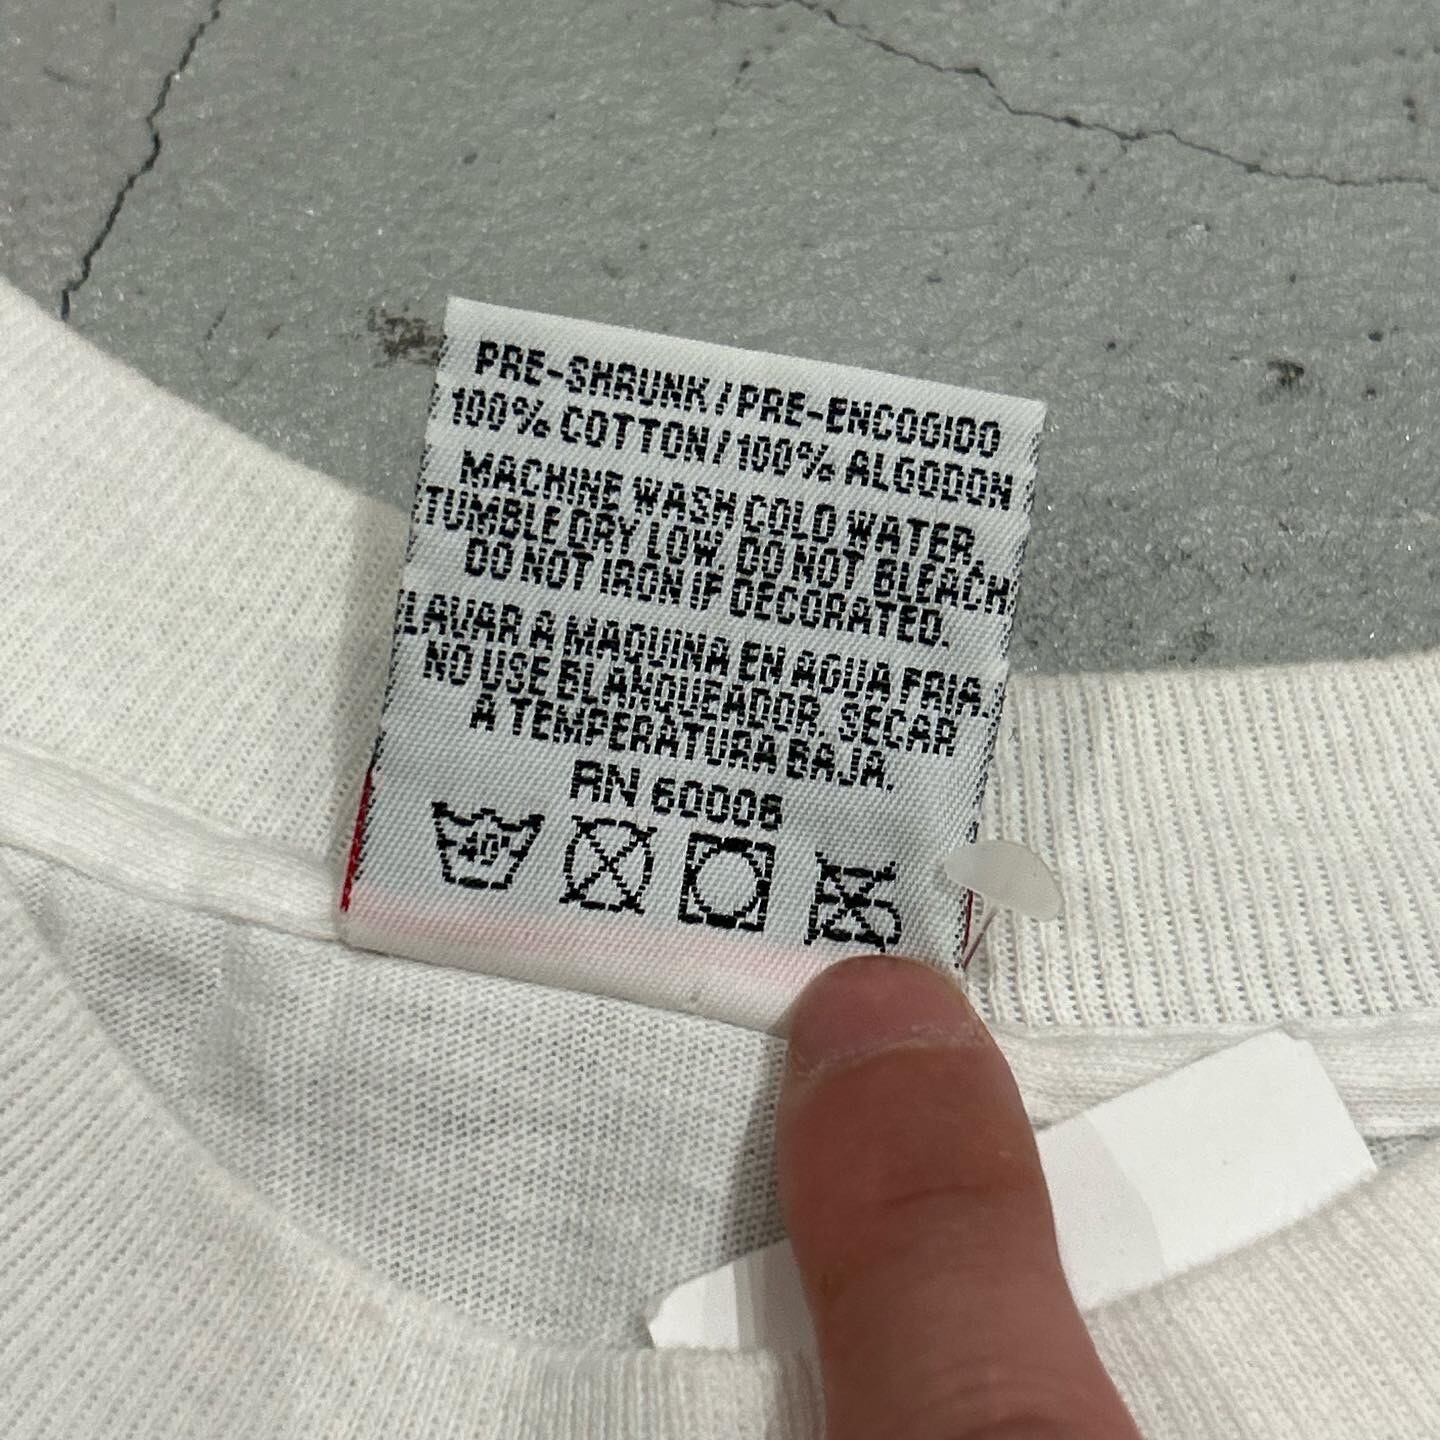 PRE-SHRUNK/PRE-ENCOGIDO
100% COTTON/100% ALGODON
MACHINE WASH COLD WATER,
TUMBLE DRY LOW. DO NOT BLEACH.
DO NOT IRON IF DECORATED.
LAVAR A MAQUINA EN AGUA FRIA.
NO USE BLANQUEADOR. SECAR
A TEMPERATURA BAJA.
RN 60006
40